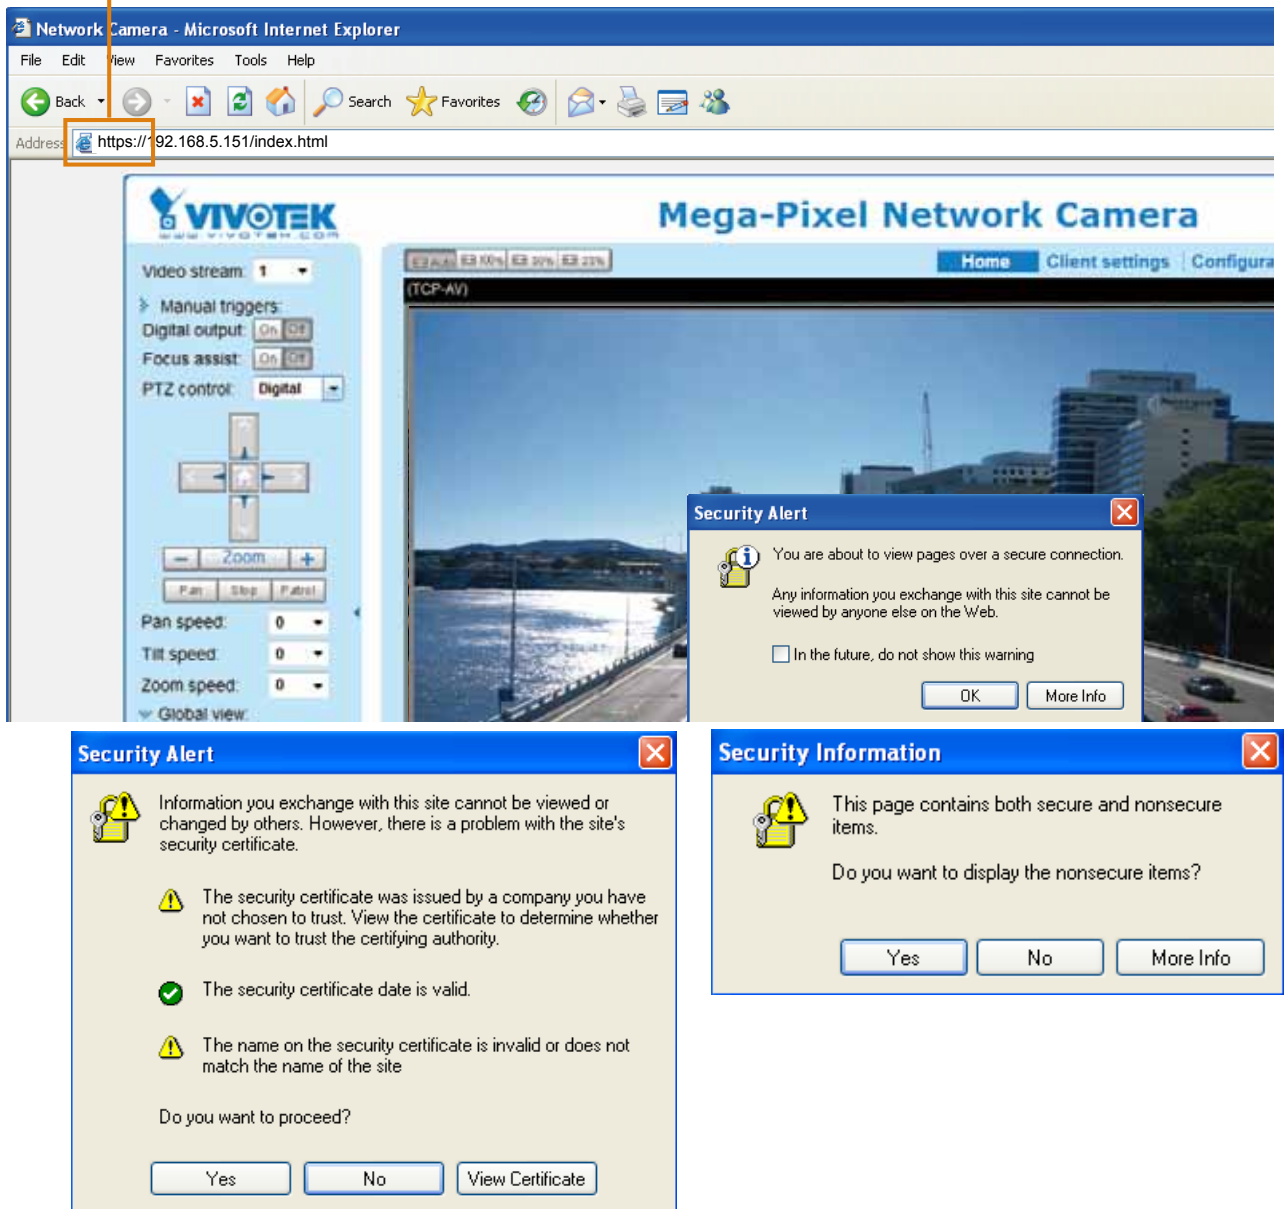 Network Camera - Microsoft Internet Explorer
File Edit View Favorites Tools Help
Back Search Favorites
Address https://192.168.5.151/index.html
VIVOTEK
WWW.VIVOTEK.COM
Mega-Pixel Network Camera
Video stream: 1
Auto 100% 50% 25%
Home Client settings Configura
(TCP-AV)
Manual triggers:
Digital output: On Off
Focus assist: On Off
PTZ control: Digital
Zoom
Pan Stop Patrol
Pan speed: 0
Tilt speed: 0
Zoom speed: 0
Global view:
Security Alert
You are about to view pages over a secure connection.
Any information you exchange with this site cannot be
viewed by anyone else on the Web.
In the future, do not show this warning
OK More Info
Security Alert
Information you exchange with this site cannot be viewed or
changed by others. However, there is a problem with the site's
security certificate.
The security certificate was issued by a company you have
not chosen to trust. View the certificate to determine whether
you want to trust the certifying authority.
The security certificate date is valid.
The name on the security certificate is invalid or does not
match the name of the site
Do you want to proceed?
Yes No View Certificate
Security Information
This page contains both secure and nonsecure
items.
Do you want to display the nonsecure items?
Yes No More Info